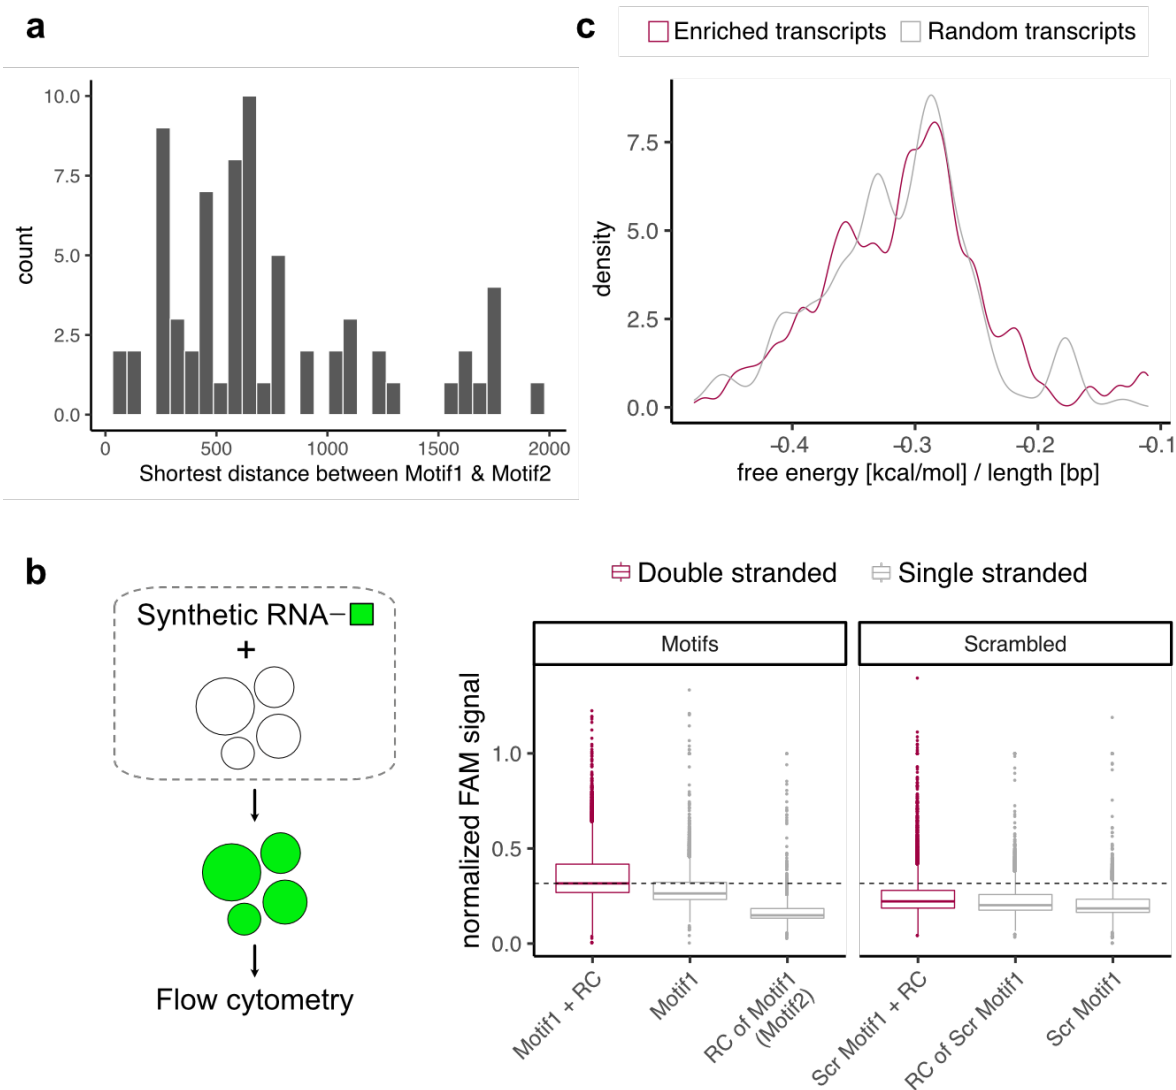 a
10.0
7.5
5.0
2.5
0.0
count
0
500
1000
1500
2000
Shortest distance between Motif1 & Motif2
c
Enriched transcripts
Random transcripts
7.5
5.0
2.5
0.0
density
−0.4
−0.3
−0.2
−0.1
free energy [kcal/mol] / length [bp]
b
Synthetic RNA–
+
Flow cytometry
Double stranded
Single stranded
Motifs
Scrambled
normalized FAM signal
1.0
0.5
0.0
Motif1 + RC
Motif1
RC of Motif1
(Motif2)
Scr Motif1 + RC
RC of Scr Motif1
Scr Motif1